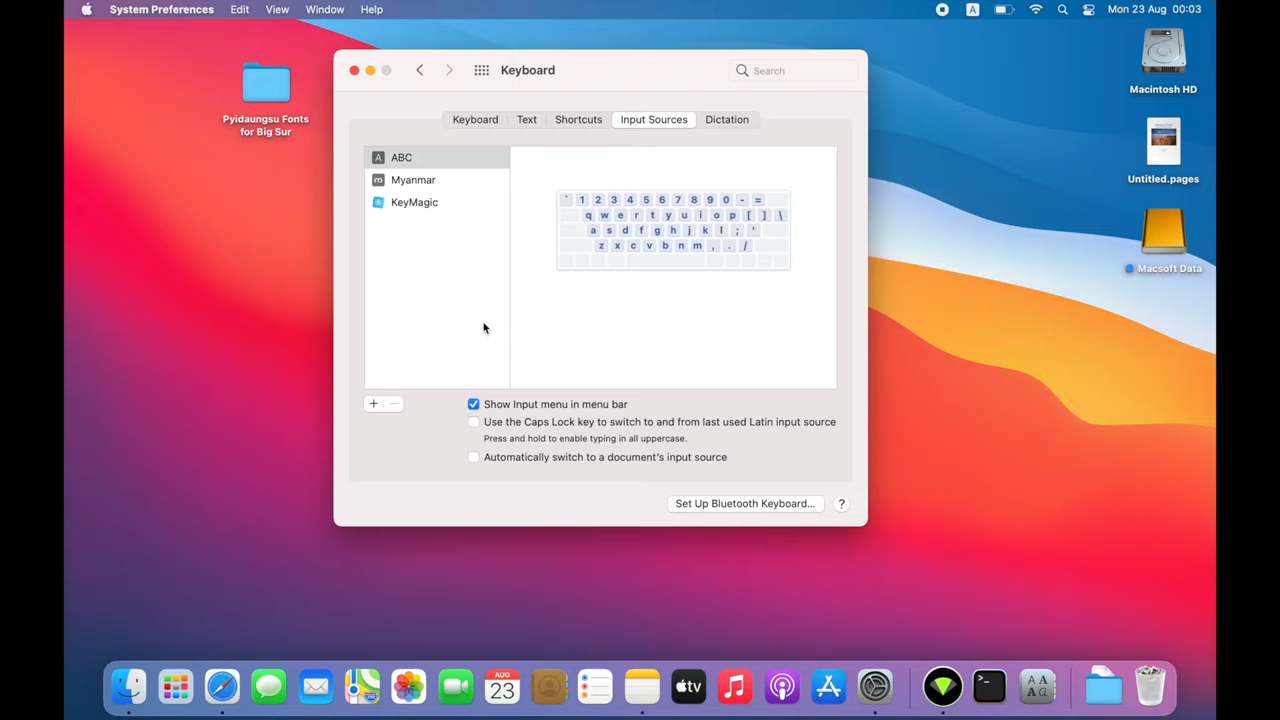 System Preferences Edit View Window Help
A
Mon 23 Aug 00:03
Keyboard
Search
Keyboard Text Shortcuts Input Sources Dictation
A ABC
Myanmar
KeyMagic
` 1 2 3 4 5 6 7 8 9 0 - =
q w e r t y u i o p [ ] \
a s d f g h j k l ; '
z x c v b n m , . /
+ −
Show Input menu in menu bar
Use the Caps Lock key to switch to and from last used Latin input source
Press and hold to enable typing in all uppercase.
Automatically switch to a document's input source
Set Up Bluetooth Keyboard...
?
Pyidaungsu Fonts
for Big Sur
Macintosh HD
Untitled.pages
Macsoft Data
AUG
23
tv
>_
A A
A a